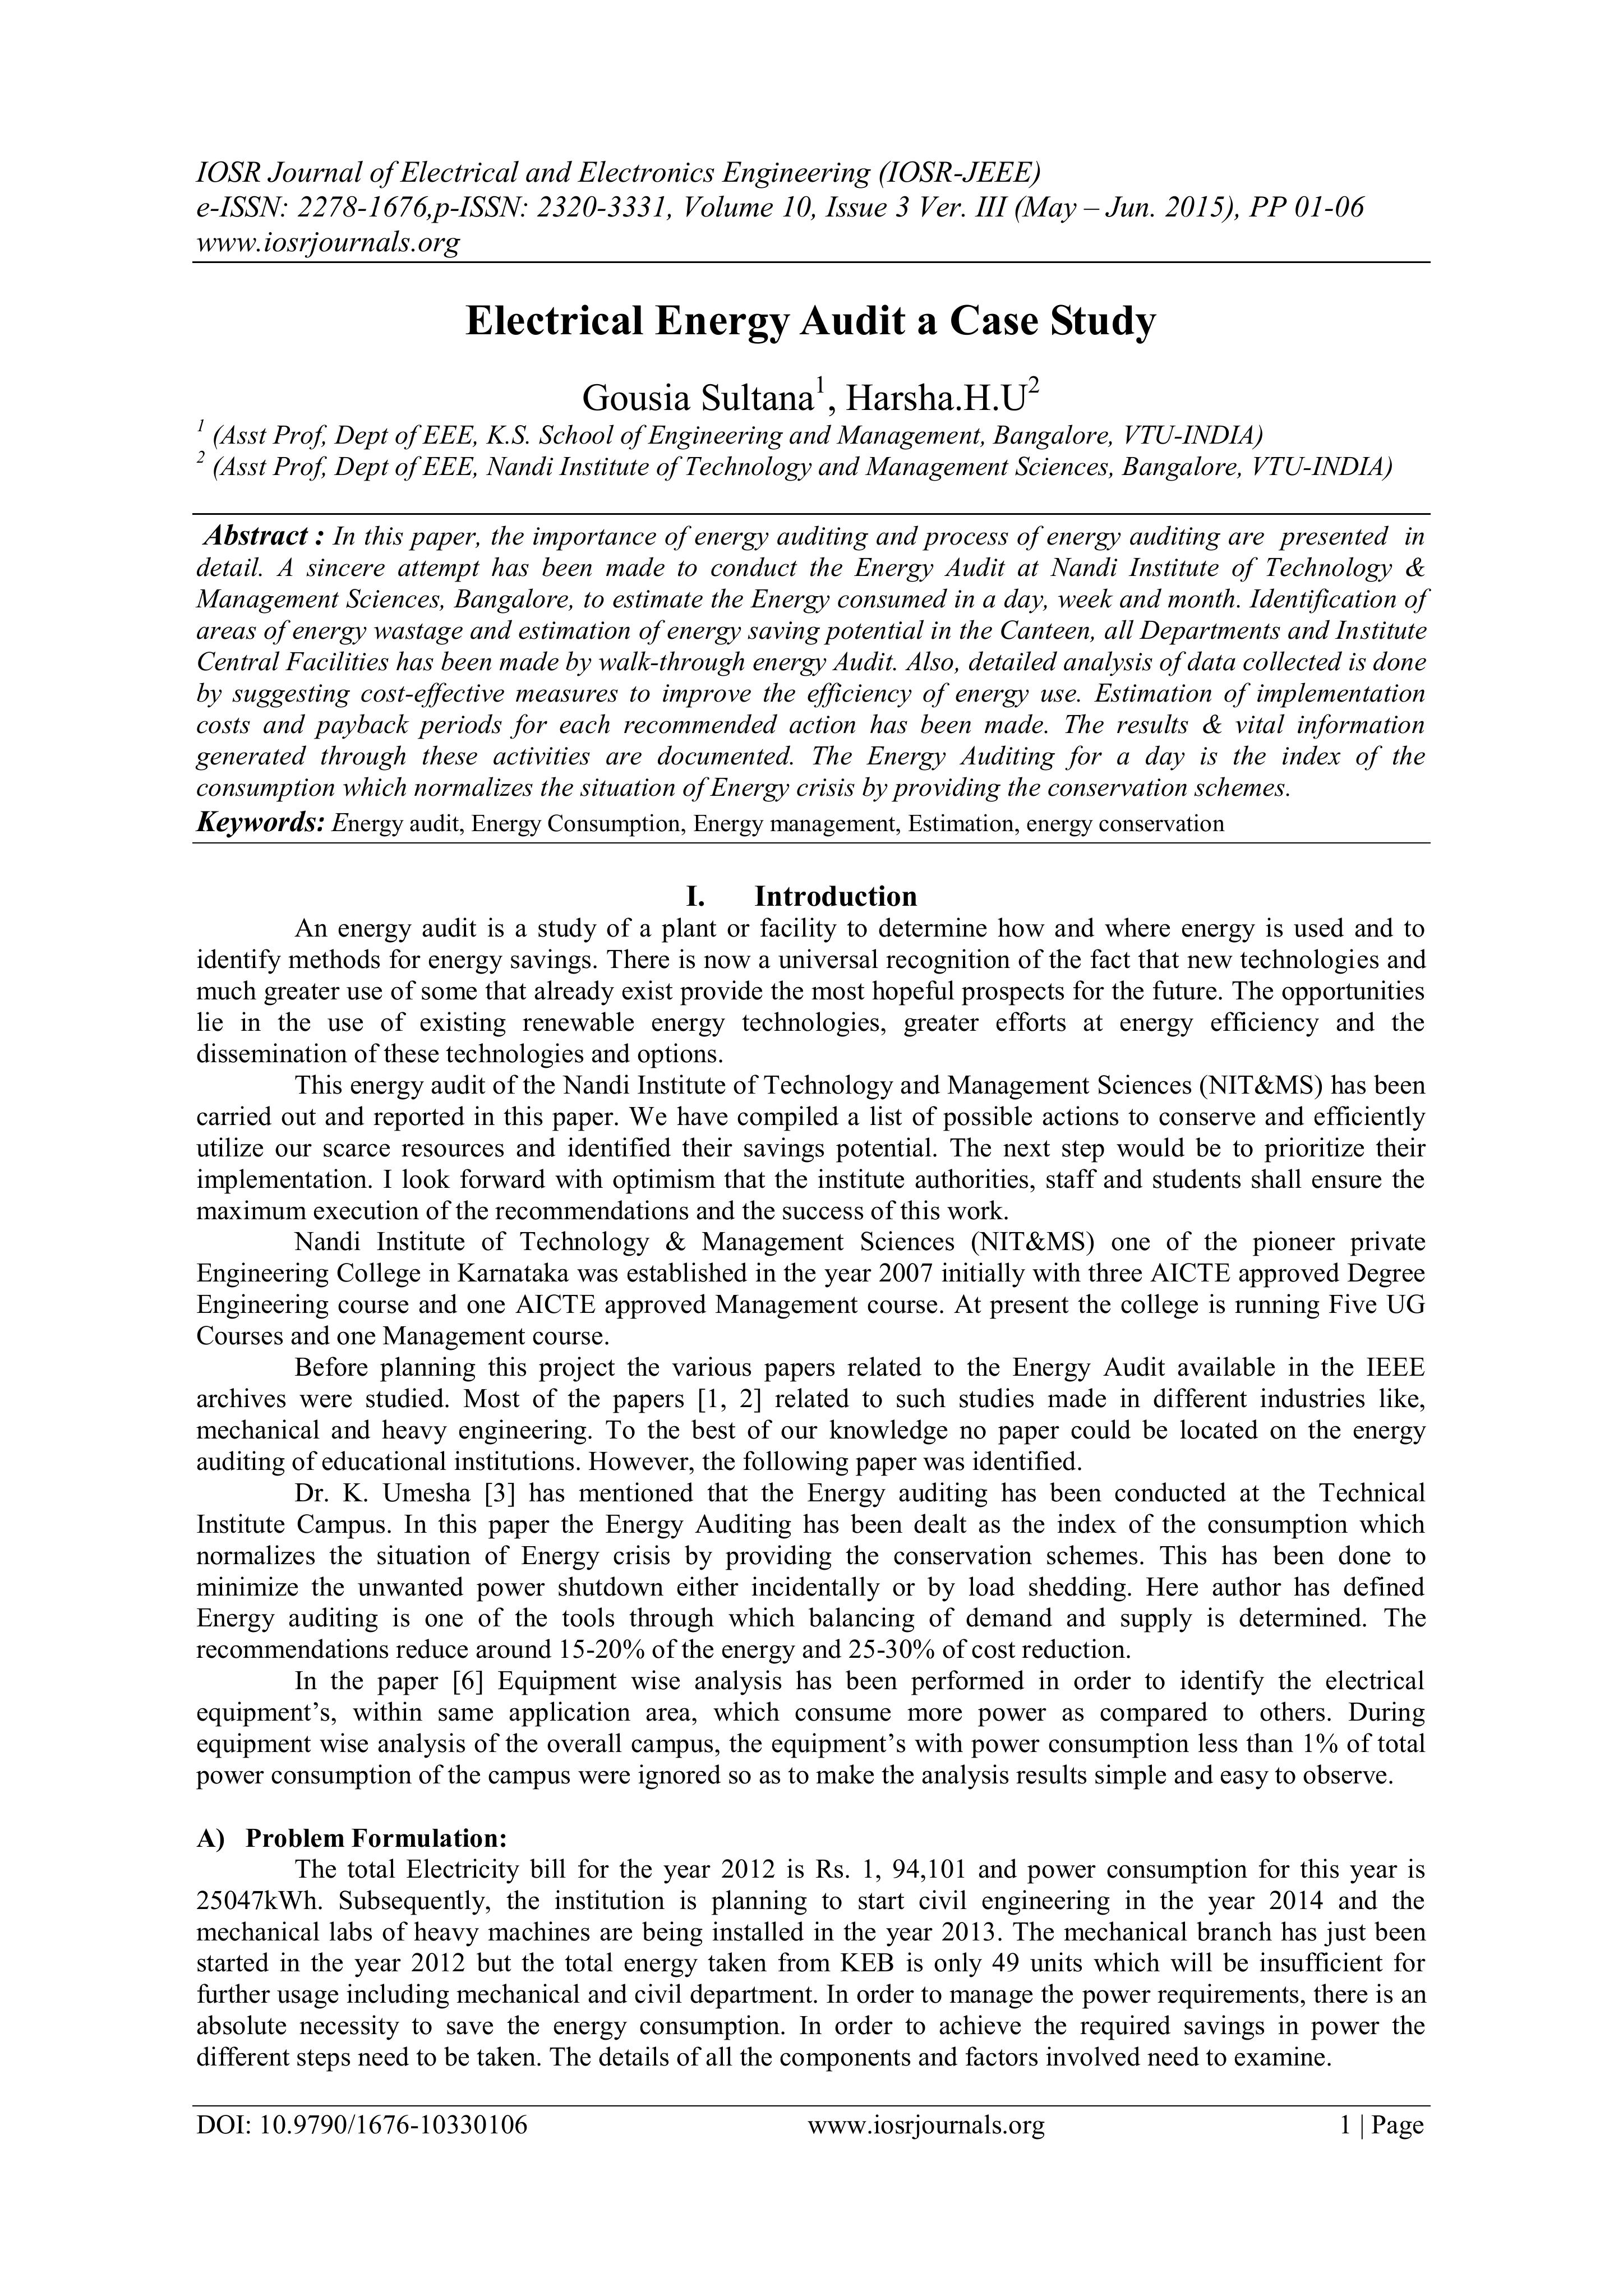 IOSR Journal of Electrical and Electronics Engineering (IOSR-JEEE)
e-ISSN: 2278-1676,p-ISSN: 2320-3331, Volume 10, Issue 3 Ver. III (May – Jun. 2015), PP 01-06
www.iosrjournals.org
Electrical Energy Audit a Case Study
Gousia Sultana1, Harsha.H.U2
1 (Asst Prof, Dept of EEE, K.S. School of Engineering and Management, Bangalore, VTU-INDIA)
2 (Asst Prof, Dept of EEE, Nandi Institute of Technology and Management Sciences, Bangalore, VTU-INDIA)
Abstract : In this paper, the importance of energy auditing and process of energy auditing are presented in
detail. A sincere attempt has been made to conduct the Energy Audit at Nandi Institute of Technology &
Management Sciences, Bangalore, to estimate the Energy consumed in a day, week and month. Identification of
areas of energy wastage and estimation of energy saving potential in the Canteen, all Departments and Institute
Central Facilities has been made by walk-through energy Audit. Also, detailed analysis of data collected is done
by suggesting cost-effective measures to improve the efficiency of energy use. Estimation of implementation
costs and payback periods for each recommended action has been made. The results & vital information
generated through these activities are documented. The Energy Auditing for a day is the index of the
consumption which normalizes the situation of Energy crisis by providing the conservation schemes.
Keywords: Energy audit, Energy Consumption, Energy management, Estimation, energy conservation
I. Introduction
An energy audit is a study of a plant or facility to determine how and where energy is used and to
identify methods for energy savings. There is now a universal recognition of the fact that new technologies and
much greater use of some that already exist provide the most hopeful prospects for the future. The opportunities
lie in the use of existing renewable energy technologies, greater efforts at energy efficiency and the
dissemination of these technologies and options.
This energy audit of the Nandi Institute of Technology and Management Sciences (NIT&MS) has been
carried out and reported in this paper. We have compiled a list of possible actions to conserve and efficiently
utilize our scarce resources and identified their savings potential. The next step would be to prioritize their
implementation. I look forward with optimism that the institute authorities, staff and students shall ensure the
maximum execution of the recommendations and the success of this work.
Nandi Institute of Technology & Management Sciences (NIT&MS) one of the pioneer private
Engineering College in Karnataka was established in the year 2007 initially with three AICTE approved Degree
Engineering course and one AICTE approved Management course. At present the college is running Five UG
Courses and one Management course.
Before planning this project the various papers related to the Energy Audit available in the IEEE
archives were studied. Most of the papers [1, 2] related to such studies made in different industries like,
mechanical and heavy engineering. To the best of our knowledge no paper could be located on the energy
auditing of educational institutions. However, the following paper was identified.
Dr. K. Umesha [3] has mentioned that the Energy auditing has been conducted at the Technical
Institute Campus. In this paper the Energy Auditing has been dealt as the index of the consumption which
normalizes the situation of Energy crisis by providing the conservation schemes. This has been done to
minimize the unwanted power shutdown either incidentally or by load shedding. Here author has defined
Energy auditing is one of the tools through which balancing of demand and supply is determined. The
recommendations reduce around 15-20% of the energy and 25-30% of cost reduction.
In the paper [6] Equipment wise analysis has been performed in order to identify the electrical
equipment’s, within same application area, which consume more power as compared to others. During
equipment wise analysis of the overall campus, the equipment’s with power consumption less than 1% of total
power consumption of the campus were ignored so as to make the analysis results simple and easy to observe.
A) Problem Formulation:
The total Electricity bill for the year 2012 is Rs. 1, 94,101 and power consumption for this year is
25047kWh. Subsequently, the institution is planning to start civil engineering in the year 2014 and the
mechanical labs of heavy machines are being installed in the year 2013. The mechanical branch has just been
started in the year 2012 but the total energy taken from KEB is only 49 units which will be insufficient for
further usage including mechanical and civil department. In order to manage the power requirements, there is an
absolute necessity to save the energy consumption. In order to achieve the required savings in power the
different steps need to be taken. The details of all the components and factors involved need to examine.
DOI: 10.9790/1676-10330106 www.iosrjournals.org 1 | Page